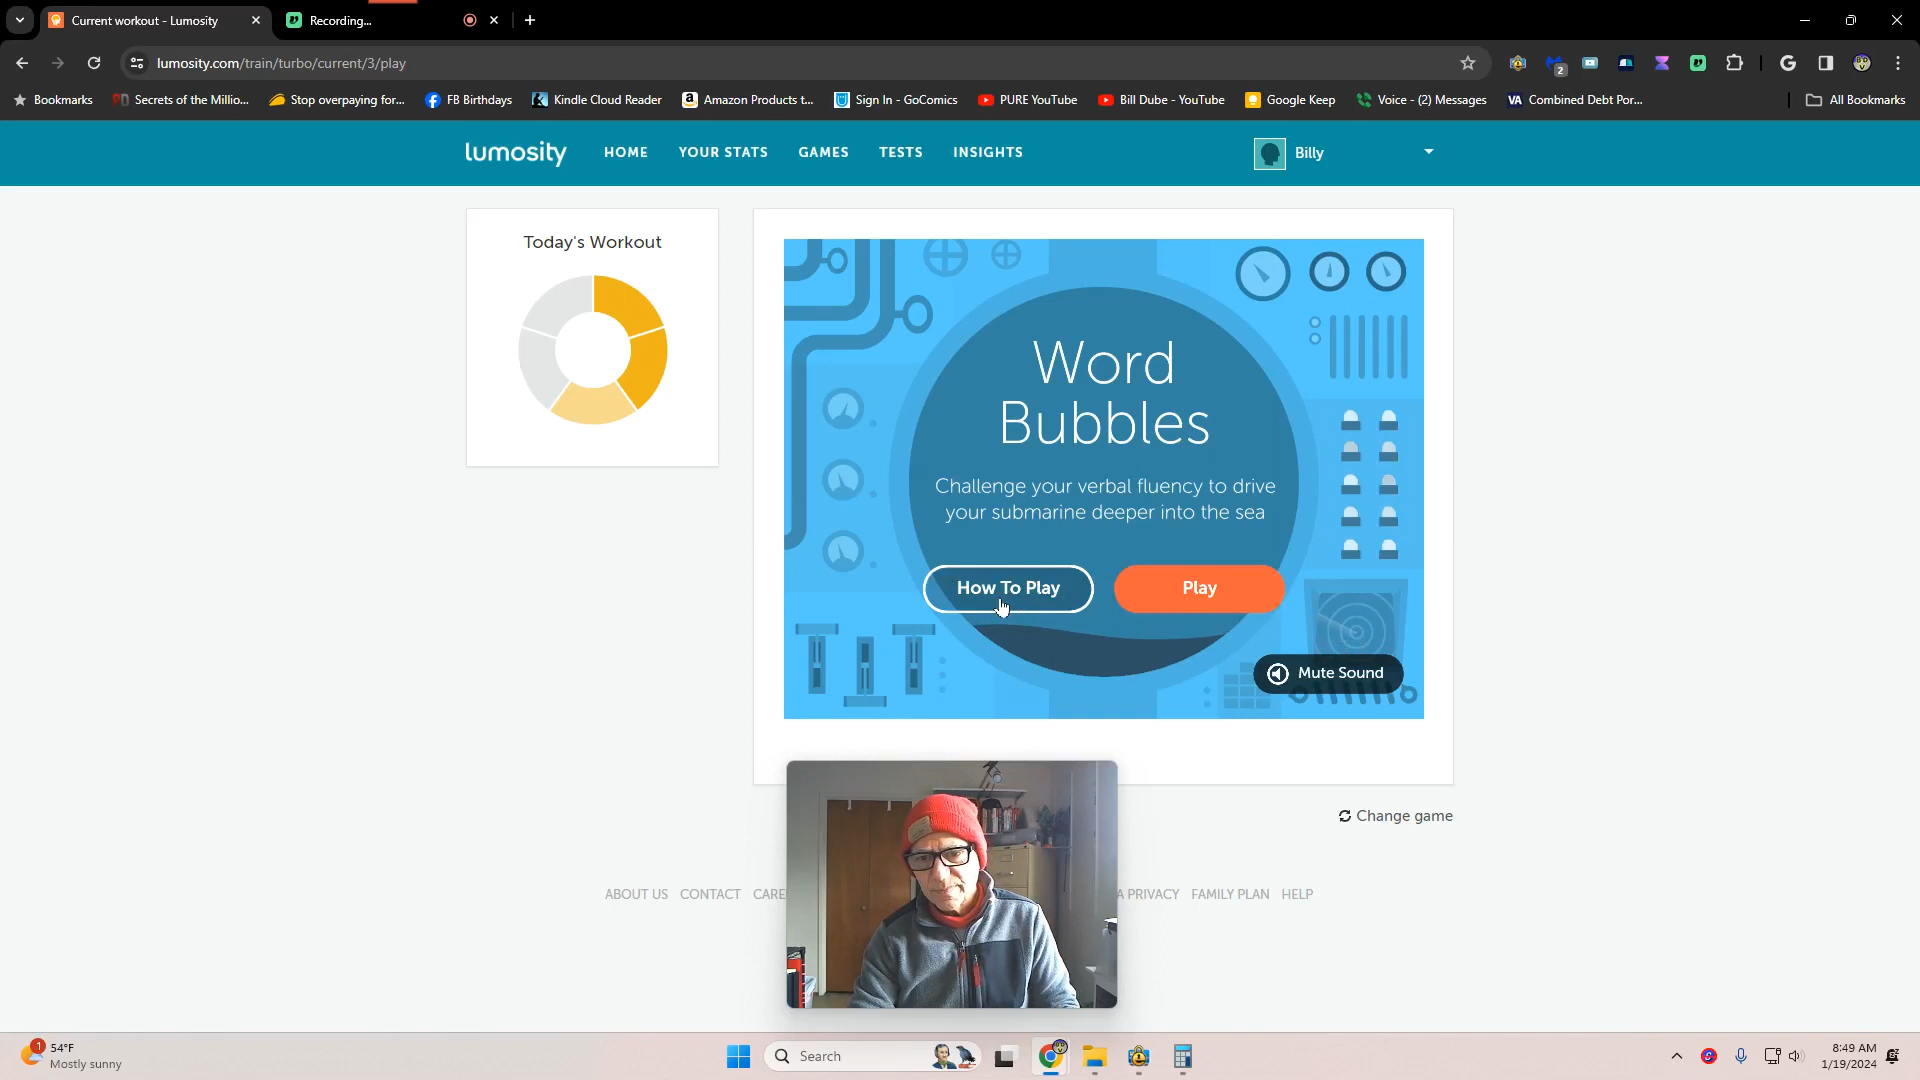 Current workout - Lumosity
Recording...
lumosity.com/train/turbo/current/3/play
2
Bookmarks
Secrets of the Millio...
Stop overpaying for...
FB Birthdays
Kindle Cloud Reader
Amazon Products t...
Sign In - GoComics
PURE YouTube
Bill Dube - YouTube
Google Keep
Voice - (2) Messages
VA Combined Debt Por...
All Bookmarks
lumosity
HOME
YOUR STATS
GAMES
TESTS
INSIGHTS
Billy
Today's Workout
Word
Bubbles
Challenge your verbal fluency to drive
your submarine deeper into the sea
How To Play
Play
Mute Sound
Change game
ABOUT US CONTACT CARE
A PRIVACY FAMILY PLAN HELP
1
54°F
Mostly sunny
Search
8:49 AM
1/19/2024